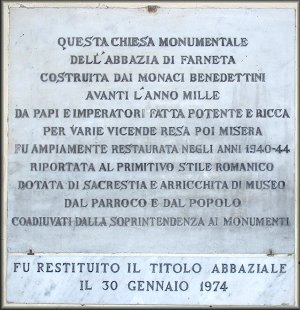 QUESTA CHIESA MONUMENTALE
DELL'ABBAZIA DI FARNETA
COSTRUITA DAI MONACI BENEDETTINI
AVANTI L'ANNO MILLE
DA PAPI E IMPERATORI FATTA POTENTE E RICCA
PER VARIE VICENDE RESA POI MISERA
FU AMPIAMENTE RESTAURATA NEGLI ANNI 1940-44
RIPORTATA AL PRIMITIVO STILE ROMANICO
DOTATA DI SACRESTIA E ARRICCHITA DI MUSEO
DAL PARROCO E DAL POPOLO
COADIUVATI DALLA SOPRINTENDENZA AI MONUMENTI
FU RESTITUITO IL TITOLO ABBAZIALE
IL 30 GENNAIO 1974